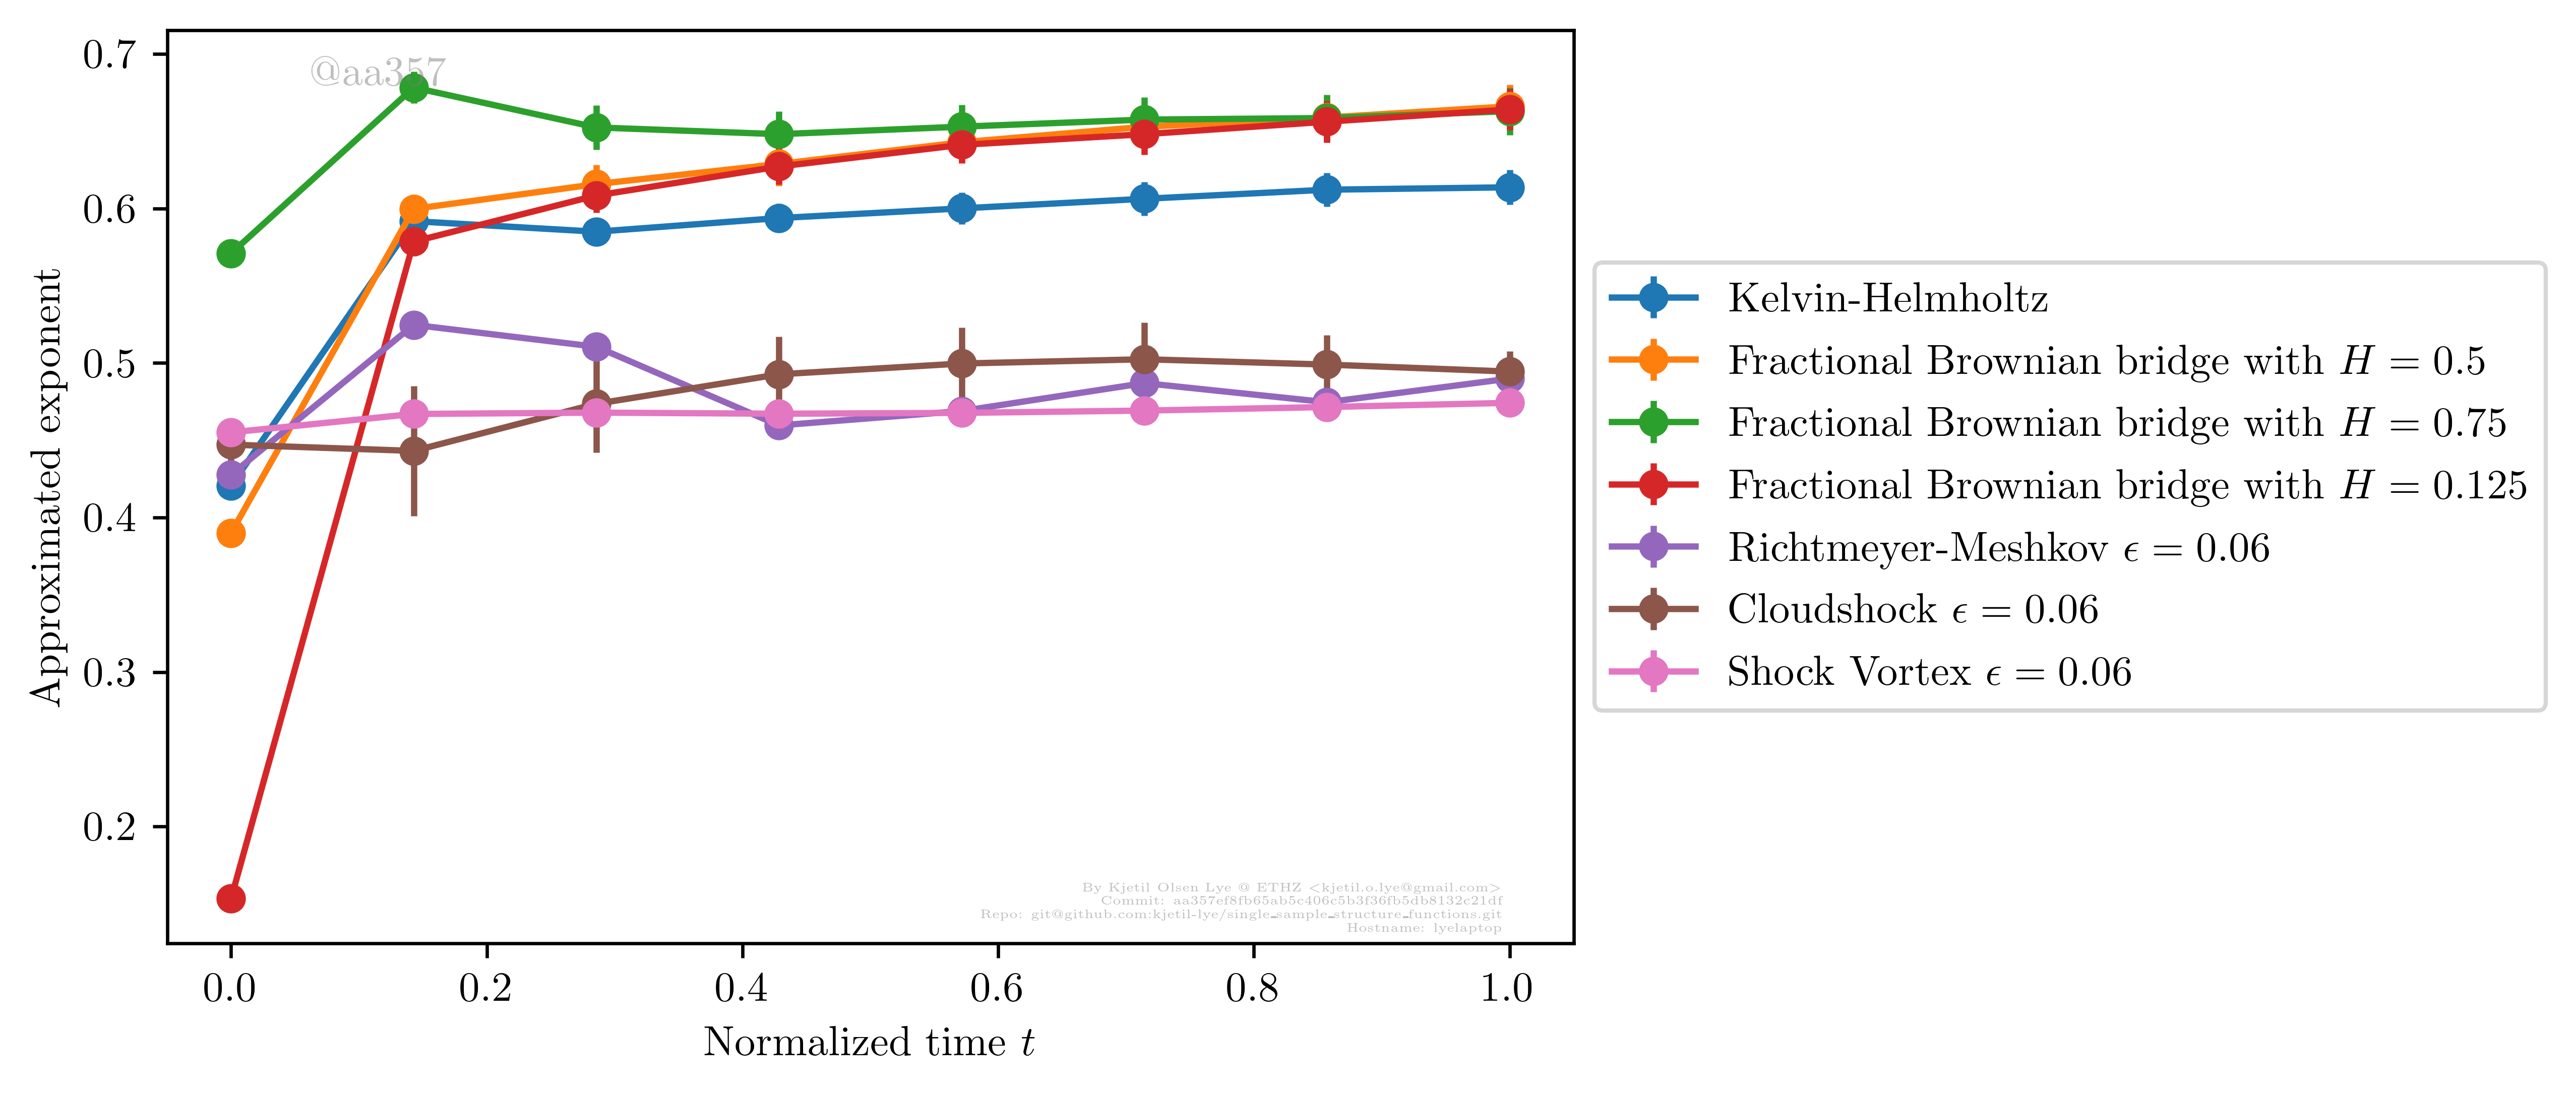 @aa357
0.7
0.6
0.5
0.4
0.3
0.2
Approximated exponent
0.0 0.2 0.4 0.6 0.8 1.0
Normalized time t
Kelvin-Helmholtz
Fractional Brownian bridge with H = 0.5
Fractional Brownian bridge with H = 0.75
Fractional Brownian bridge with H = 0.125
Richtmeyer-Meshkov ϵ = 0.06
Cloudshock ϵ = 0.06
Shock Vortex ϵ = 0.06
By Kjetil Olsen Lye @ ETHZ <kjetil.o.lye@gmail.com>
Commit: aa357ef8fb65ab5c406c5b3f36fb5db8132c21df
Repo: git@github.com:kjetil-lye/single_sample_structure_functions.git
Hostname: lyelaptop